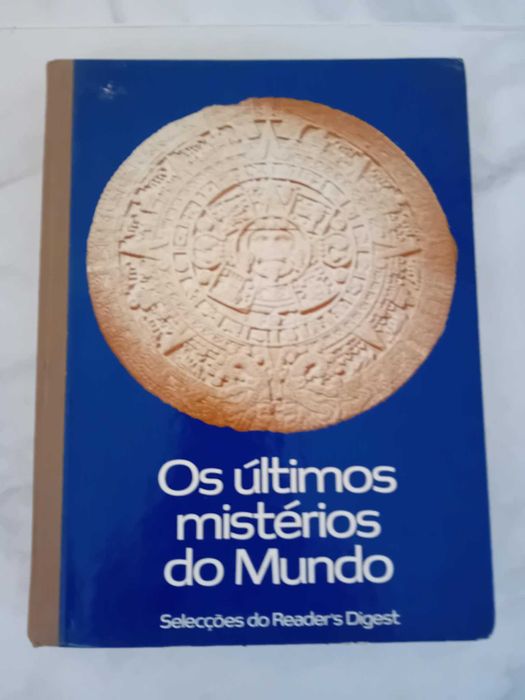 Os últimos
mistérios
do Mundo
Selecções do Reader's Digest